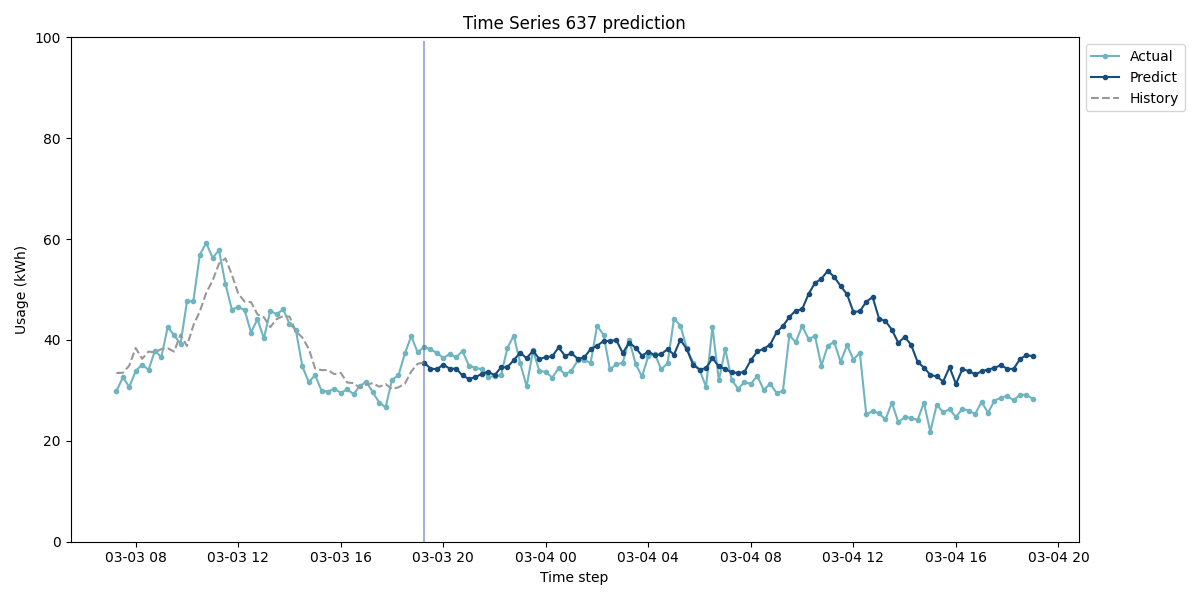 Time Series 637 prediction
100
80
60
40
20
0
Usage (kWh)
03-03 08
03-03 12
03-03 16
03-03 20
03-04 00
03-04 04
03-04 08
03-04 12
03-04 16
03-04 20
Time step
Actual
Predict
History